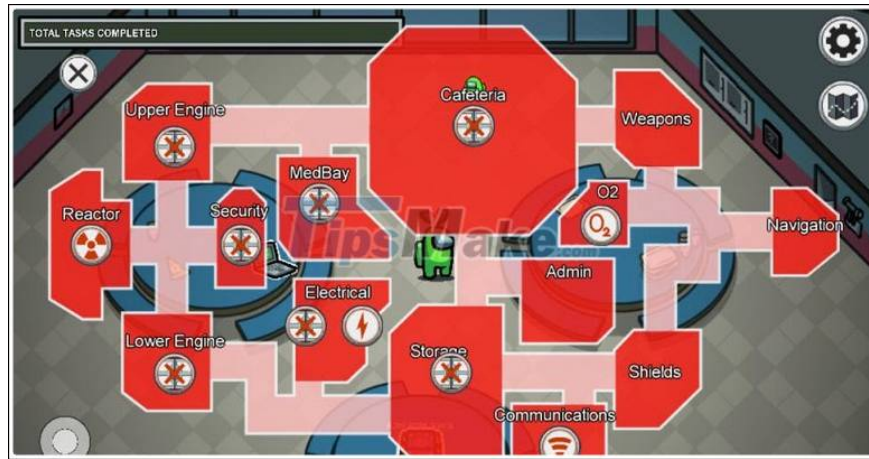 TOTAL TASKS COMPLETED
Cafeteria
Upper Engine
Weapons
MedBay
O2
O₂
Reactor
Security
TipsMake.com
Navigation
Admin
Electrical
Lower Engine
Storage
Shields
Communications